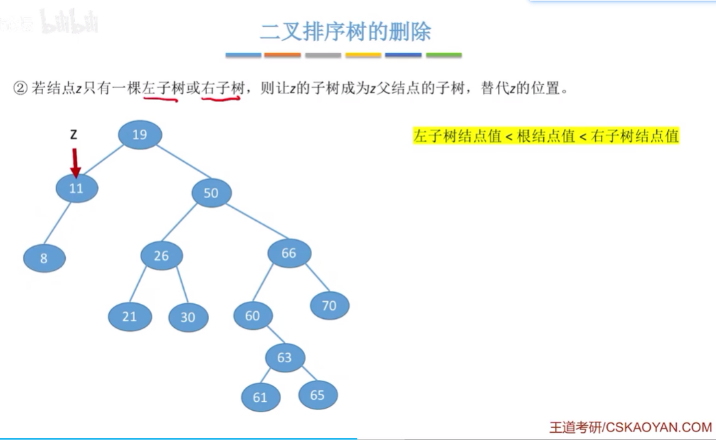 二叉排序树的删除
② 若结点z只有一棵左子树或右子树，则让z的子树成为z父结点的子树，替代z的位置。
左子树结点值 < 根结点值 < 右子树结点值
Z
19
11
50
8
26
66
21
30
60
70
63
61
65
王道考研/CSKAOYAN.COM